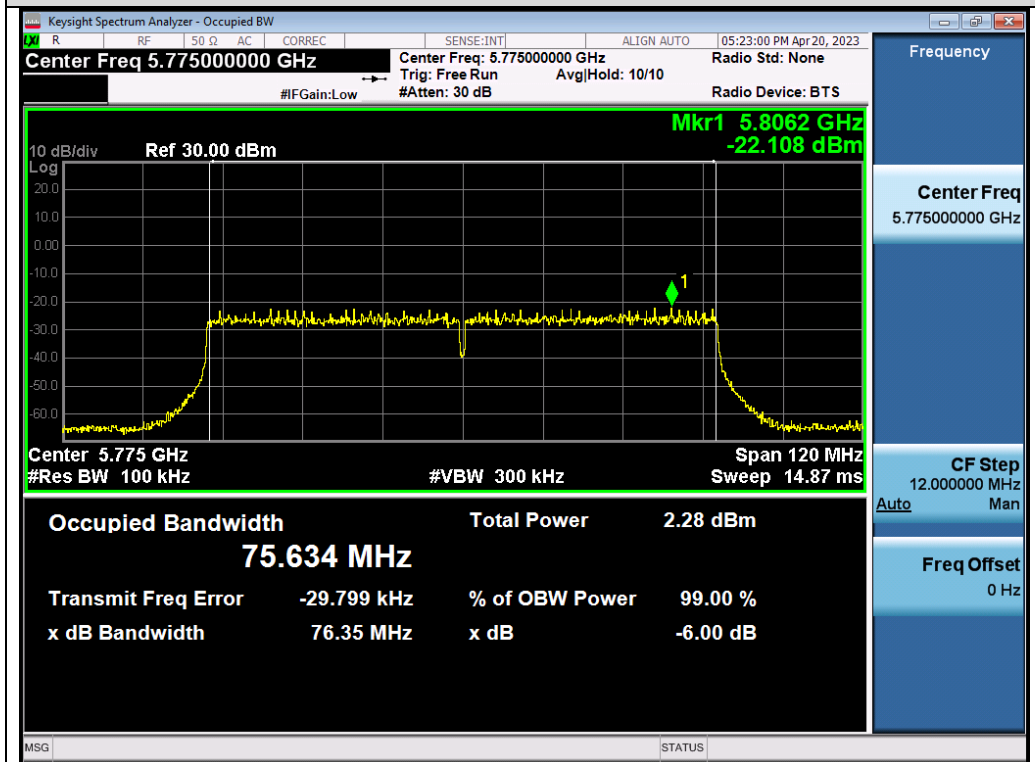 Keysight Spectrum Analyzer - Occupied BW
LXI R RF 50 Ω AC CORREC SENSE:INT ALIGN AUTO 05:23:00 PM Apr 20, 2023
Center Freq 5.775000000 GHz
Center Freq: 5.775000000 GHz
Radio Std: None
Trig: Free Run Avg|Hold: 10/10
#IFGain:Low
#Atten: 30 dB
Radio Device: BTS
Mkr1 5.8062 GHz
-22.108 dBm
10 dB/div Ref 30.00 dBm
Log
20.0
10.0
0.00
-10.0
1
-20.0
-30.0
-40.0
-50.0
-60.0
Center 5.775 GHz
Span 120 MHz
#Res BW 100 kHz
#VBW 300 kHz
Sweep 14.87 ms
Occupied Bandwidth
Total Power 2.28 dBm
75.634 MHz
Transmit Freq Error -29.799 kHz
% of OBW Power 99.00 %
x dB Bandwidth 76.35 MHz
x dB -6.00 dB
Frequency
Center Freq
5.775000000 GHz
CF Step
12.000000 MHz
Auto Man
Freq Offset
0 Hz
MSG
STATUS